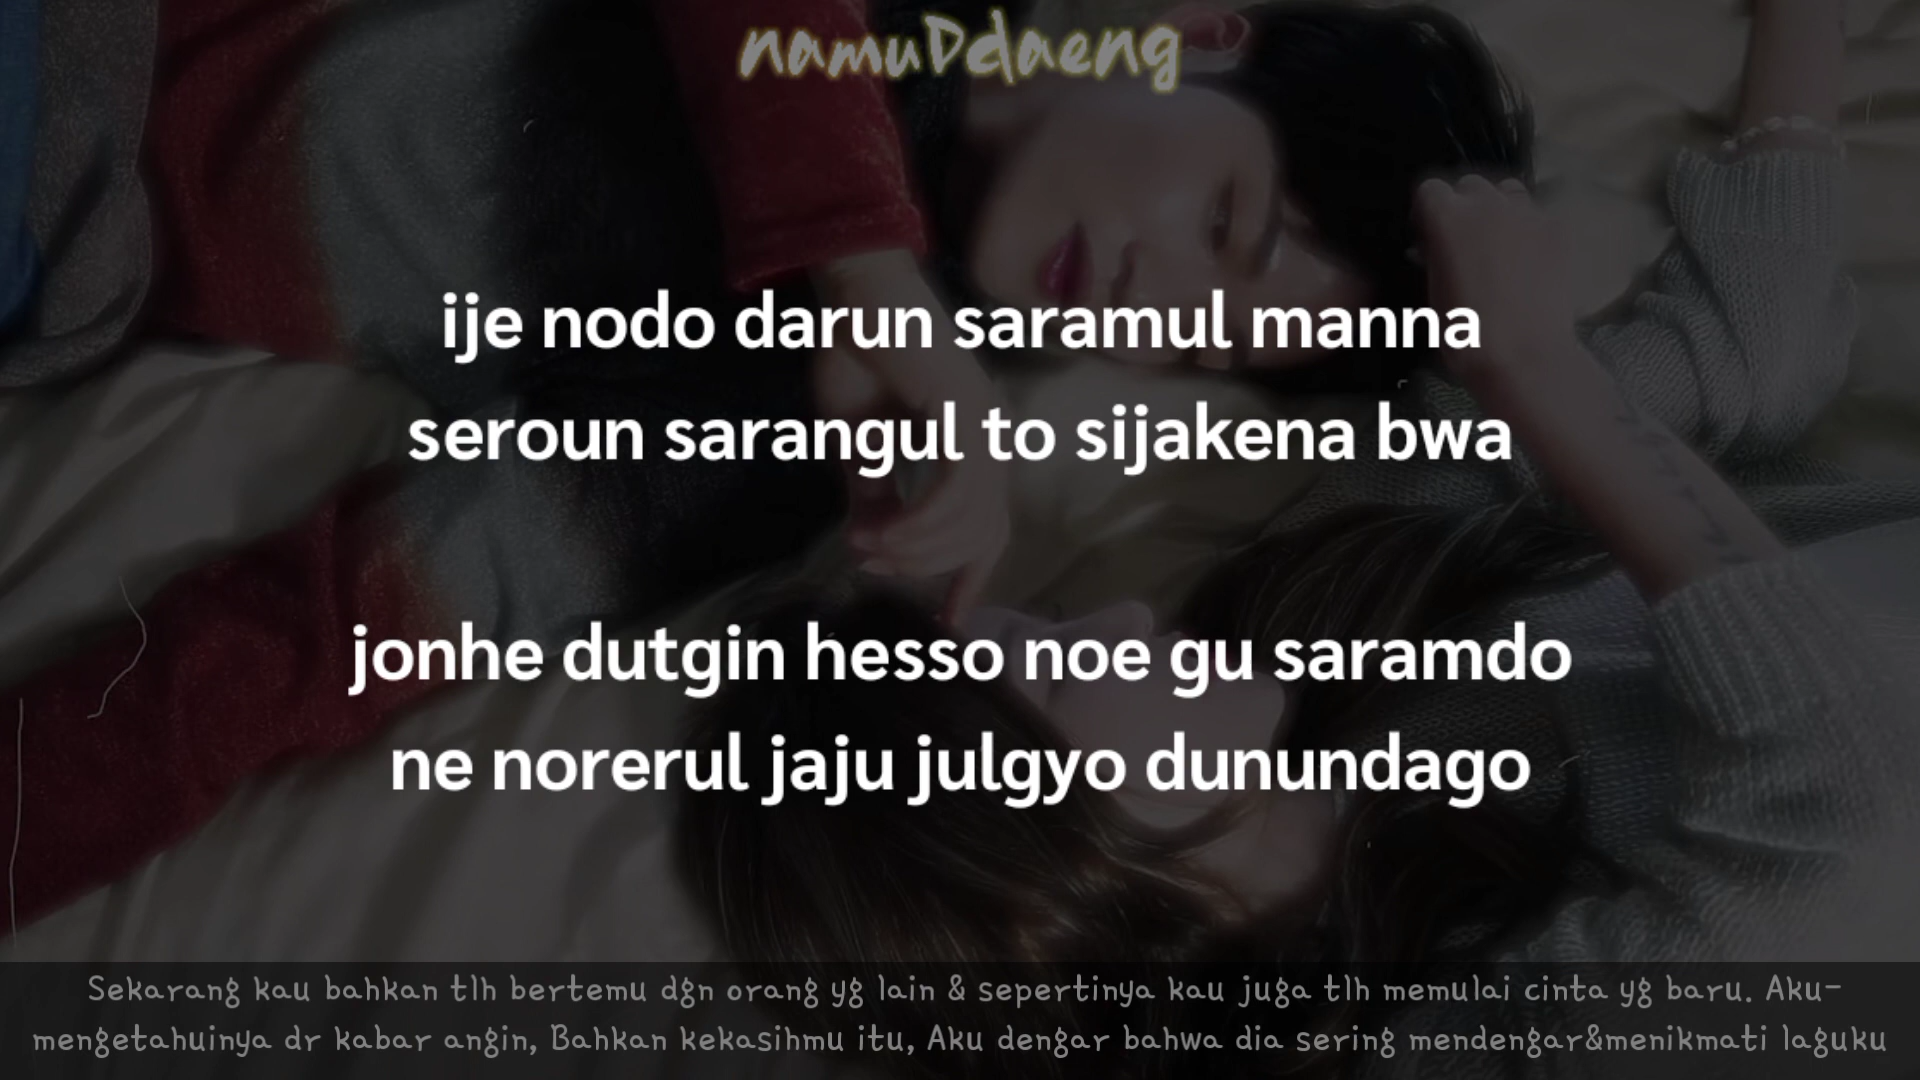 namuDdaeng
ije nodo darun saramul manna
seroun sarangul to sijakena bwa
jonhe dutgin hesso noe gu saramdo
ne norerul jaju julgyo dunundago
Sekarang kau bahkan tlh bertemu dgn orang yg lain & sepertinya kau juga tlh memulai cinta yg baru. Aku-
mengetahuinya dr kabar angin, Bahkan kekasihmu itu, Aku dengar bahwa dia sering mendengar&menikmati laguku